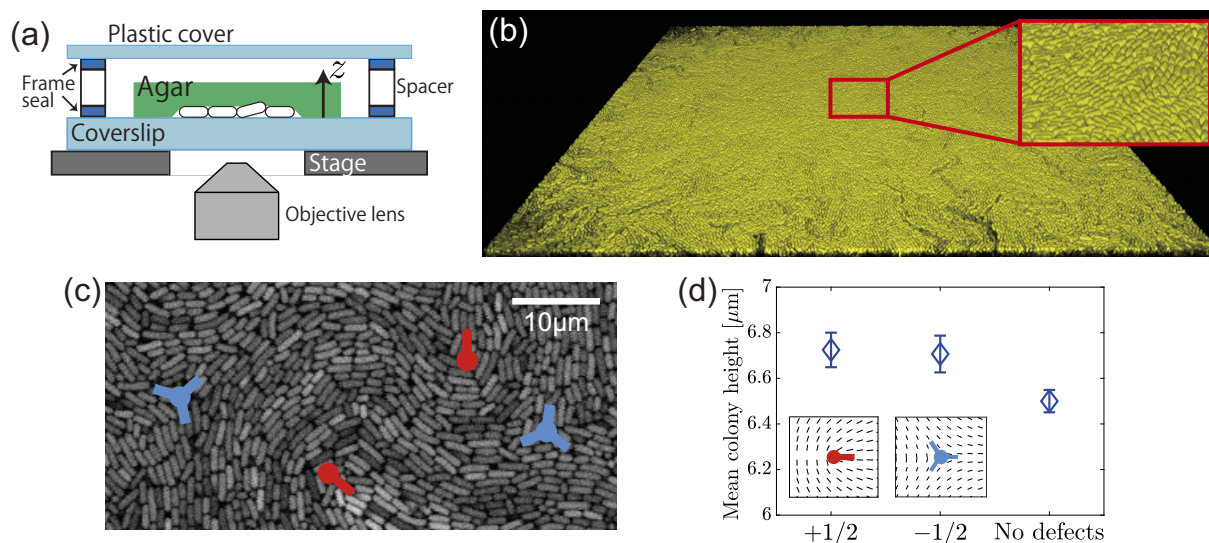 (a)
Plastic cover
Frame
seal
Agar
z
Spacer
Coverslip
Stage
Objective lens
(b)
(c)
10μm
(d)
Mean colony height [μm]
7
6.8
6.6
6.4
6.2
6
+1/2
−1/2
No defects